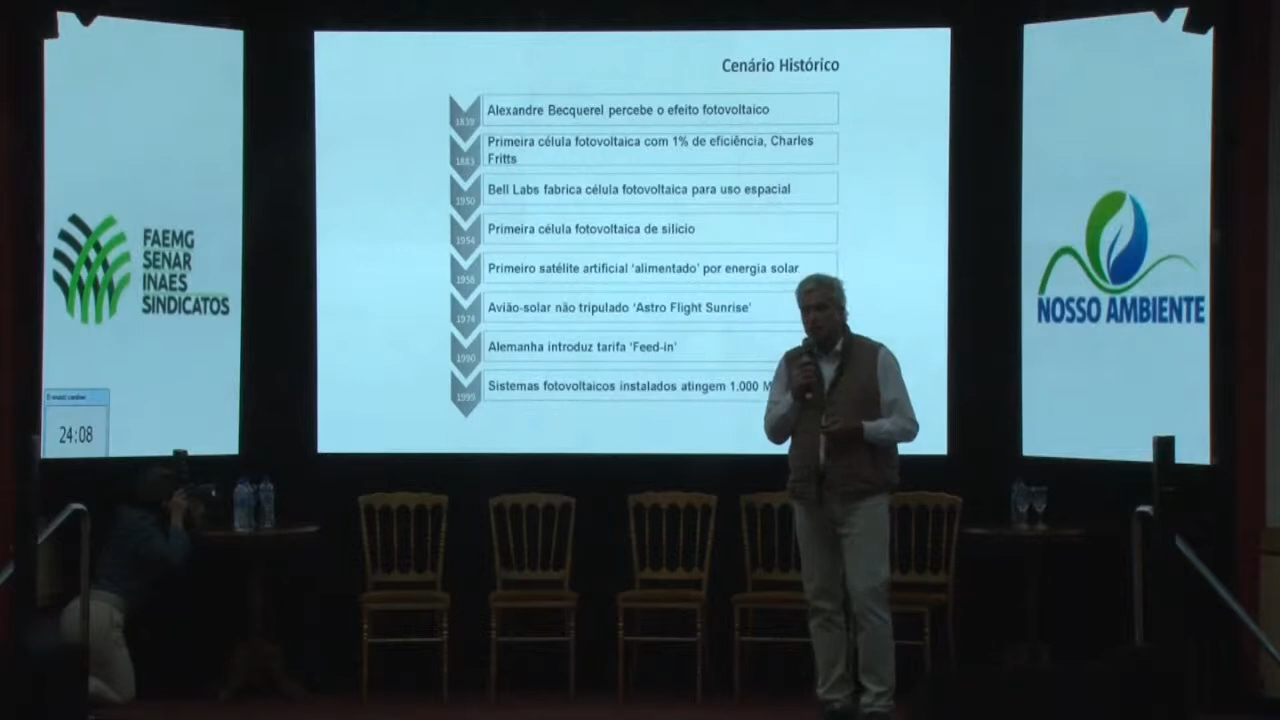 Cenário Histórico
1839
Alexandre Becquerel percebe o efeito fotovoltaico
1883
Primeira célula fotovoltaica com 1% de eficiência, Charles
Fritts
1950
Bell Labs fabrica célula fotovoltaica para uso espacial
1954
Primeira célula fotovoltaica de silício
1958
Primeiro satélite artificial ‘alimentado’ por energia solar
1974
Avião-solar não tripulado ‘Astro Flight Sunrise’
1990
Alemanha introduz tarifa ‘Feed-in’
1999
Sistemas fotovoltaicos instalados atingem 1.000 M
FAEMG
SENAR
INAES
SINDICATOS
24:08
NOSSO AMBIENTE